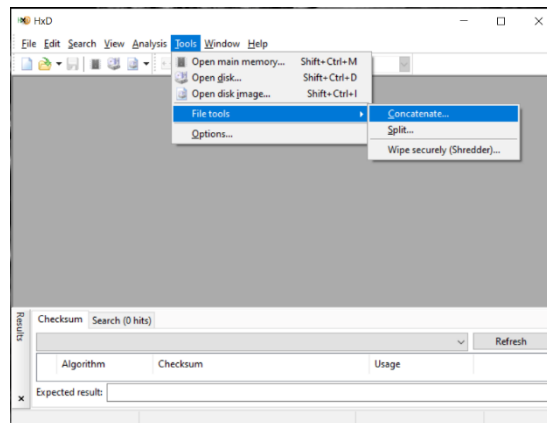 HxD
File Edit Search View Analysis Tools Window Help
Open main memory... Shift+Ctrl+M
Open disk... Shift+Ctrl+D
Open disk image... Shift+Ctrl+I
File tools
Concatenate...
Split...
Options...
Wipe securely (Shredder)...
Results
Checksum Search (0 hits)
Refresh
Algorithm Checksum Usage
Expected result: